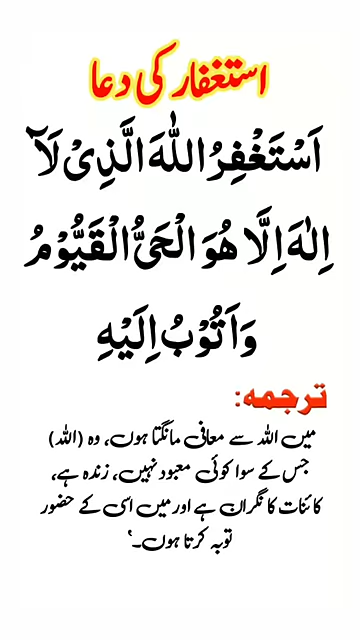 استغفار کی دعا
اَسْتَغْفِرُ اللّٰهَ الَّذِیْ لَآ
اِلٰهَ اِلَّا هُوَ الْحَیُّ الْقَیُّوْمُ
وَ اَتُوْبُ اِلَیْهِ
ترجمہ:
میں اللہ سے معافی مانگتا ہوں، وہ (اللہ)
جس کے سوا کوئی معبود نہیں، زندہ ہے،
کائنات کا نگران ہے اور میں اسی کے حضور
توبہ کرتا ہوں۔‘